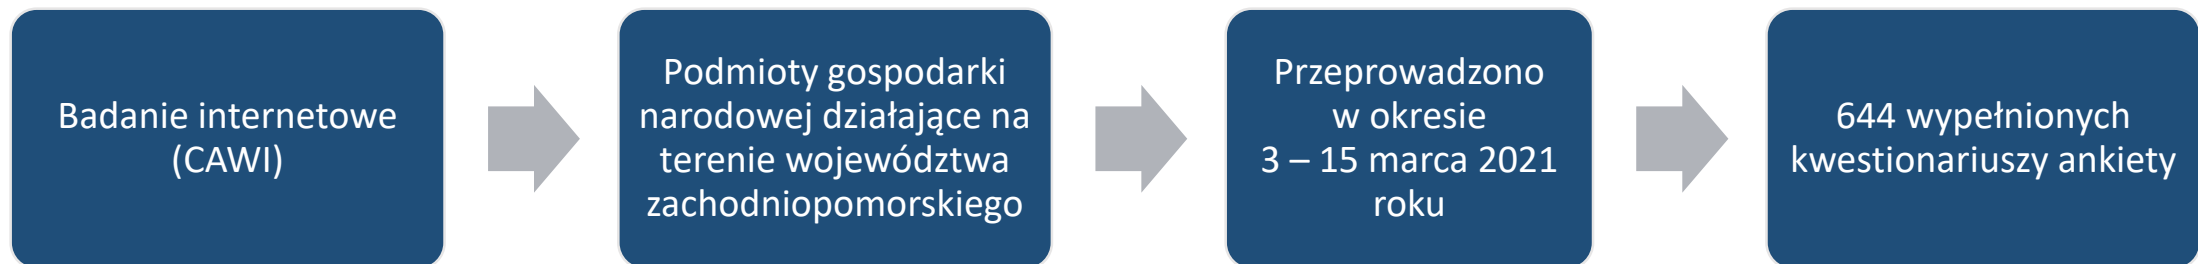 Badanie internetowe
(CAWI)
Podmioty gospodarki
narodowej działające na
terenie województwa
zachodniopomorskiego
Przeprowadzono
w okresie
3 – 15 marca 2021
roku
644 wypełnionych
kwestionariuszy ankiety